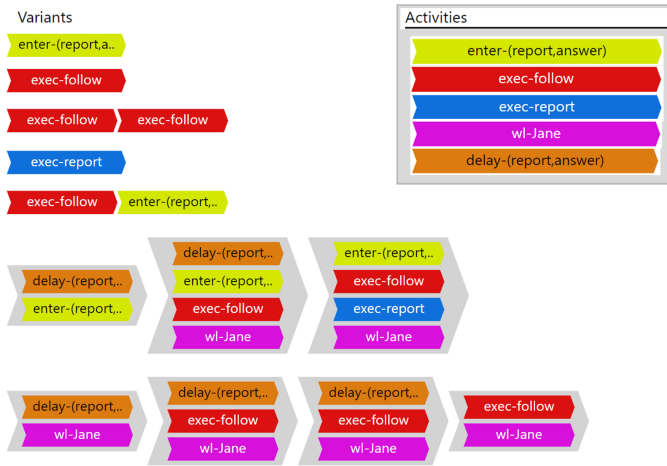 Variants
enter-(report,a..
exec-follow
exec-follow exec-follow
exec-report
exec-follow enter-(report,..
delay-(report,..
enter-(report,..
delay-(report,..
enter-(report,..
exec-follow
wl-Jane
enter-(report,..
exec-follow
exec-report
wl-Jane
delay-(report,..
wl-Jane
delay-(report,..
exec-follow
wl-Jane
delay-(report,..
exec-follow
wl-Jane
exec-follow
wl-Jane
Activities
enter-(report,answer)
exec-follow
exec-report
wl-Jane
delay-(report,answer)